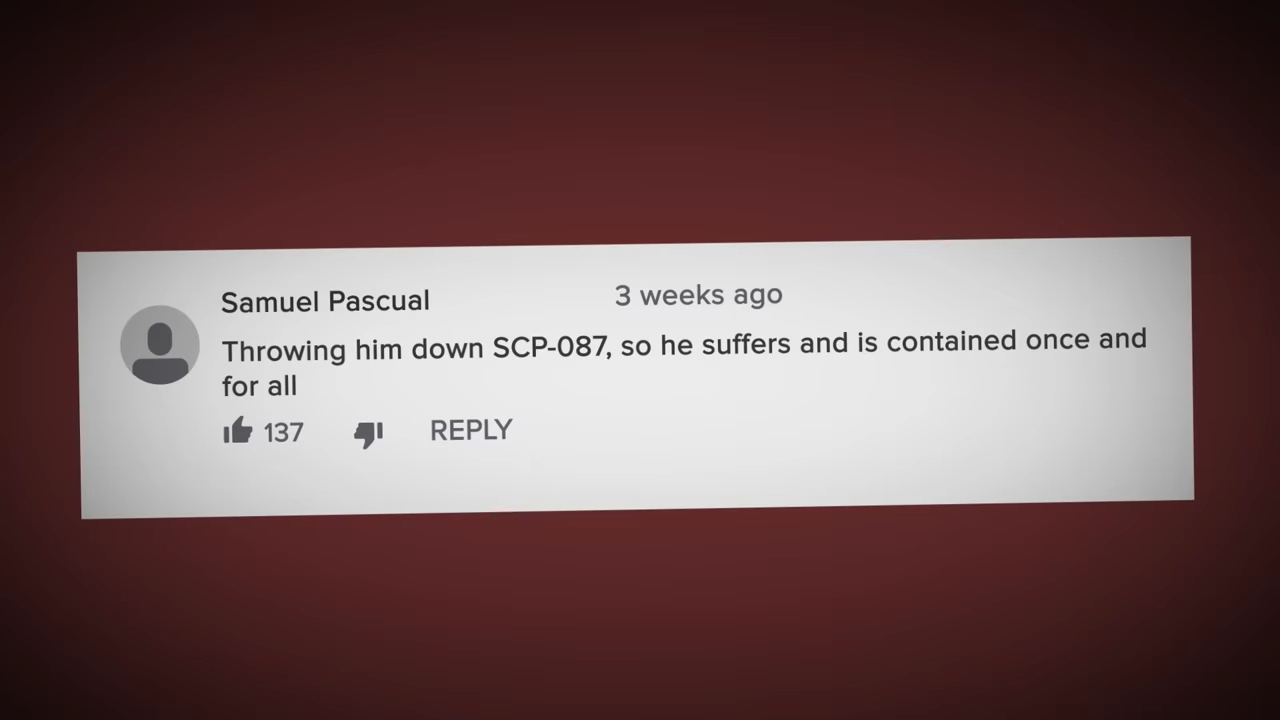 Samuel Pascual 3 weeks ago
Throwing him down SCP-087, so he suffers and is contained once and
for all
137 REPLY